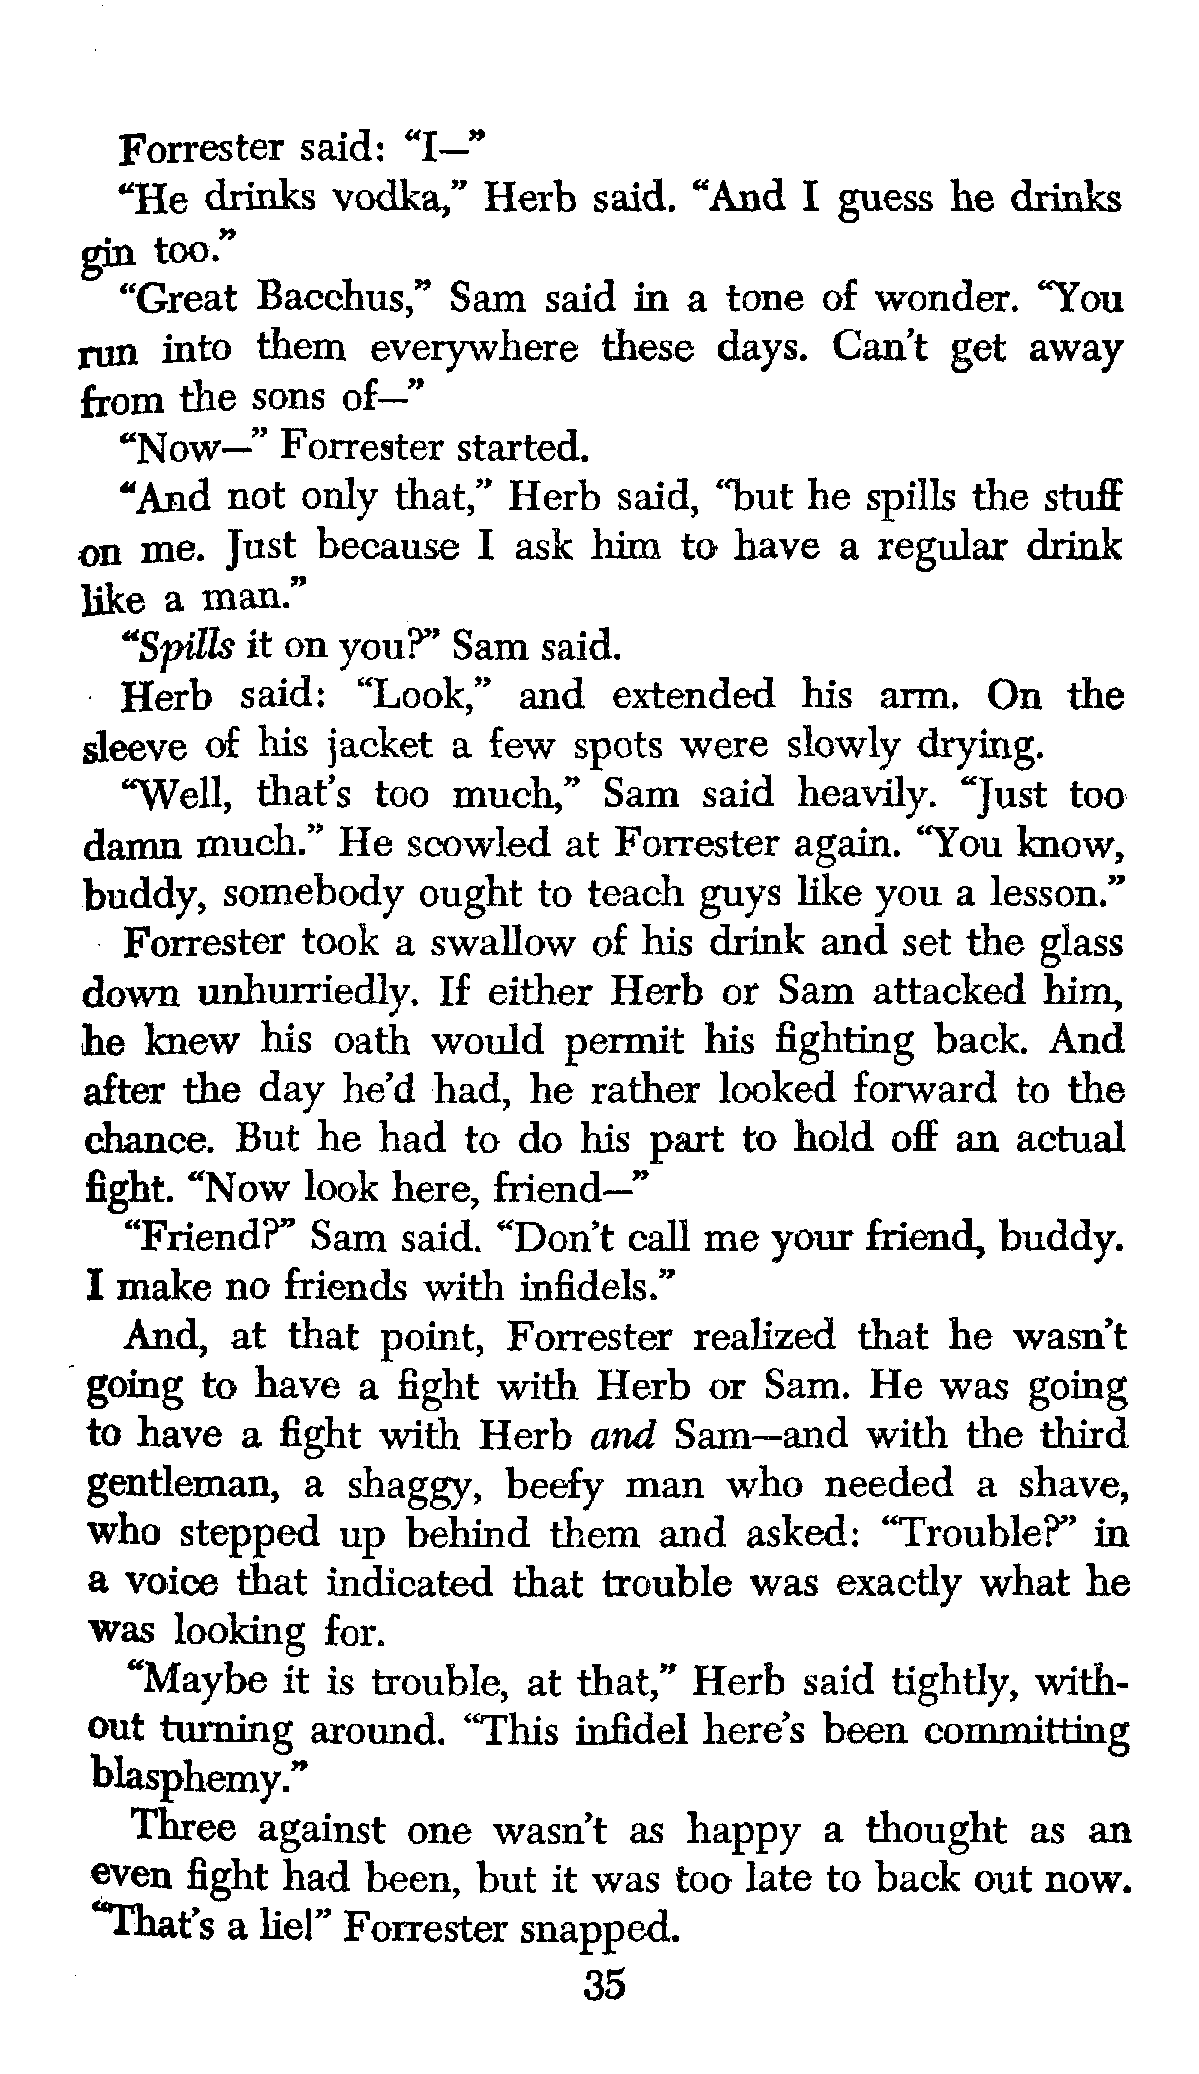 Forrester said: “I—”
“He drinks vodka,” Herb said. “And I guess he drinks
gin too.”
“Great Bacchus,” Sam said in a tone of wonder. “You
run into them everywhere these days. Can’t get away
from the sons of—”
“Now—” Forrester started.
“And not only that,” Herb said, “but he spills the stuff
on me. Just because I ask him to have a regular drink
like a man.”
“Spills it on you?” Sam said.
Herb said: “Look,” and extended his arm. On the
sleeve of his jacket a few spots were slowly drying.
“Well, that’s too much,” Sam said heavily. “Just too
damn much.” He scowled at Forrester again. “You know,
buddy, somebody ought to teach guys like you a lesson.”
Forrester took a swallow of his drink and set the glass
down unhurriedly. If either Herb or Sam attacked him,
he knew his oath would permit his fighting back. And
after the day he’d had, he rather looked forward to the
chance. But he had to do his part to hold off an actual
fight. “Now look here, friend—”
“Friend?” Sam said. “Don’t call me your friend, buddy.
I make no friends with infidels.”
And, at that point, Forrester realized that he wasn’t
going to have a fight with Herb or Sam. He was going
to have a fight with Herb and Sam—and with the third
gentleman, a shaggy, beefy man who needed a shave,
who stepped up behind them and asked: “Trouble?” in
a voice that indicated that trouble was exactly what he
was looking for.
“Maybe it is trouble, at that,” Herb said tightly, with-
out turning around. “This infidel here’s been committing
blasphemy.”
Three against one wasn’t as happy a thought as an
even fight had been, but it was too late to back out now.
“That’s a lie!” Forrester snapped.
35